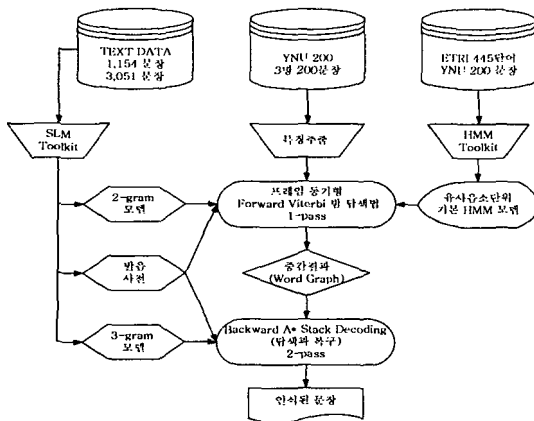 TEXT DATA
1,154 문장
3,051 문장
YNU 200
3명 200문장
ETRI 445단어
YNU 200 문장
SLM
Toolkit
특징추출
HMM
Toolkit
2-gram
모델
프레임 동기형
Forward Viterbi 빔 탐색법
1-pass
유사음소단위
기본 HMM 모델
발음
사전
중간결과
(Word Graph)
3-gram
모델
Backward A* Stack Decoding
(탐색과 복구)
2-pass
인식된 문장